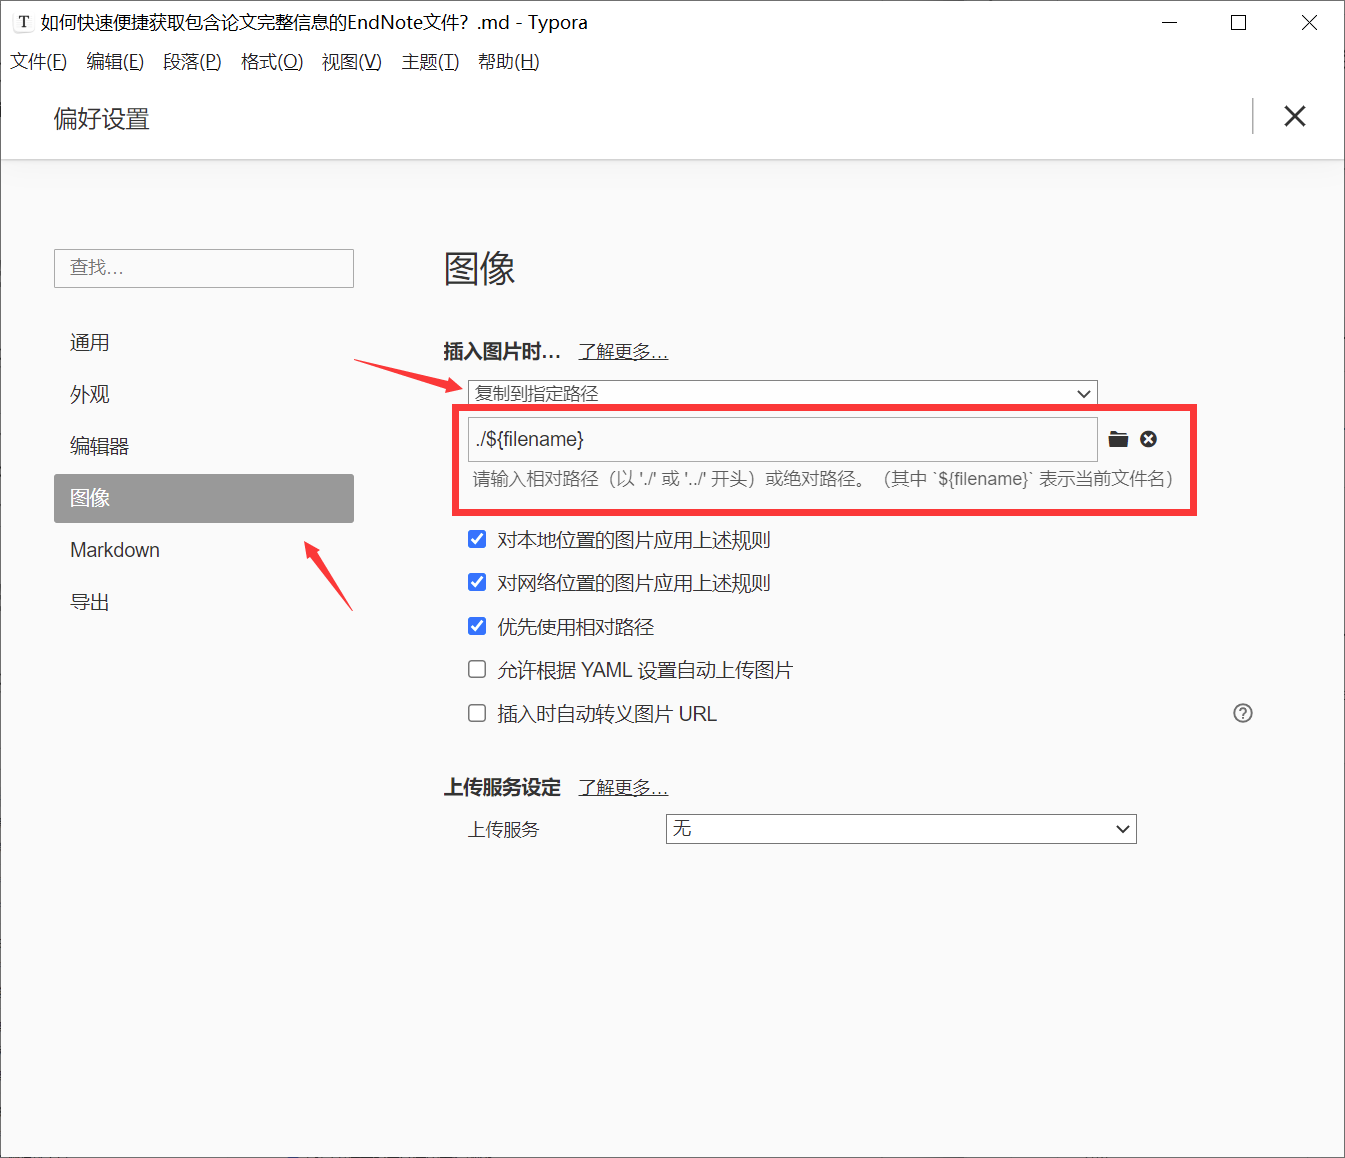 T 如何快速便捷获取包含论文完整信息的EndNote文件？.md - Typora
文件(F) 编辑(E) 段落(P) 格式(O) 视图(V) 主题(T) 帮助(H)
偏好设置
查找...
通用
外观
编辑器
图像
Markdown
导出
图像
插入图片时... 了解更多...
复制到指定路径
./${filename}
请输入相对路径（以 './' 或 '../' 开头）或绝对路径。（其中 `${filename}` 表示当前文件名）
对本地位置的图片应用上述规则
对网络位置的图片应用上述规则
优先使用相对路径
允许根据 YAML 设置自动上传图片
插入时自动转义图片 URL
上传服务设定 了解更多...
上传服务 无